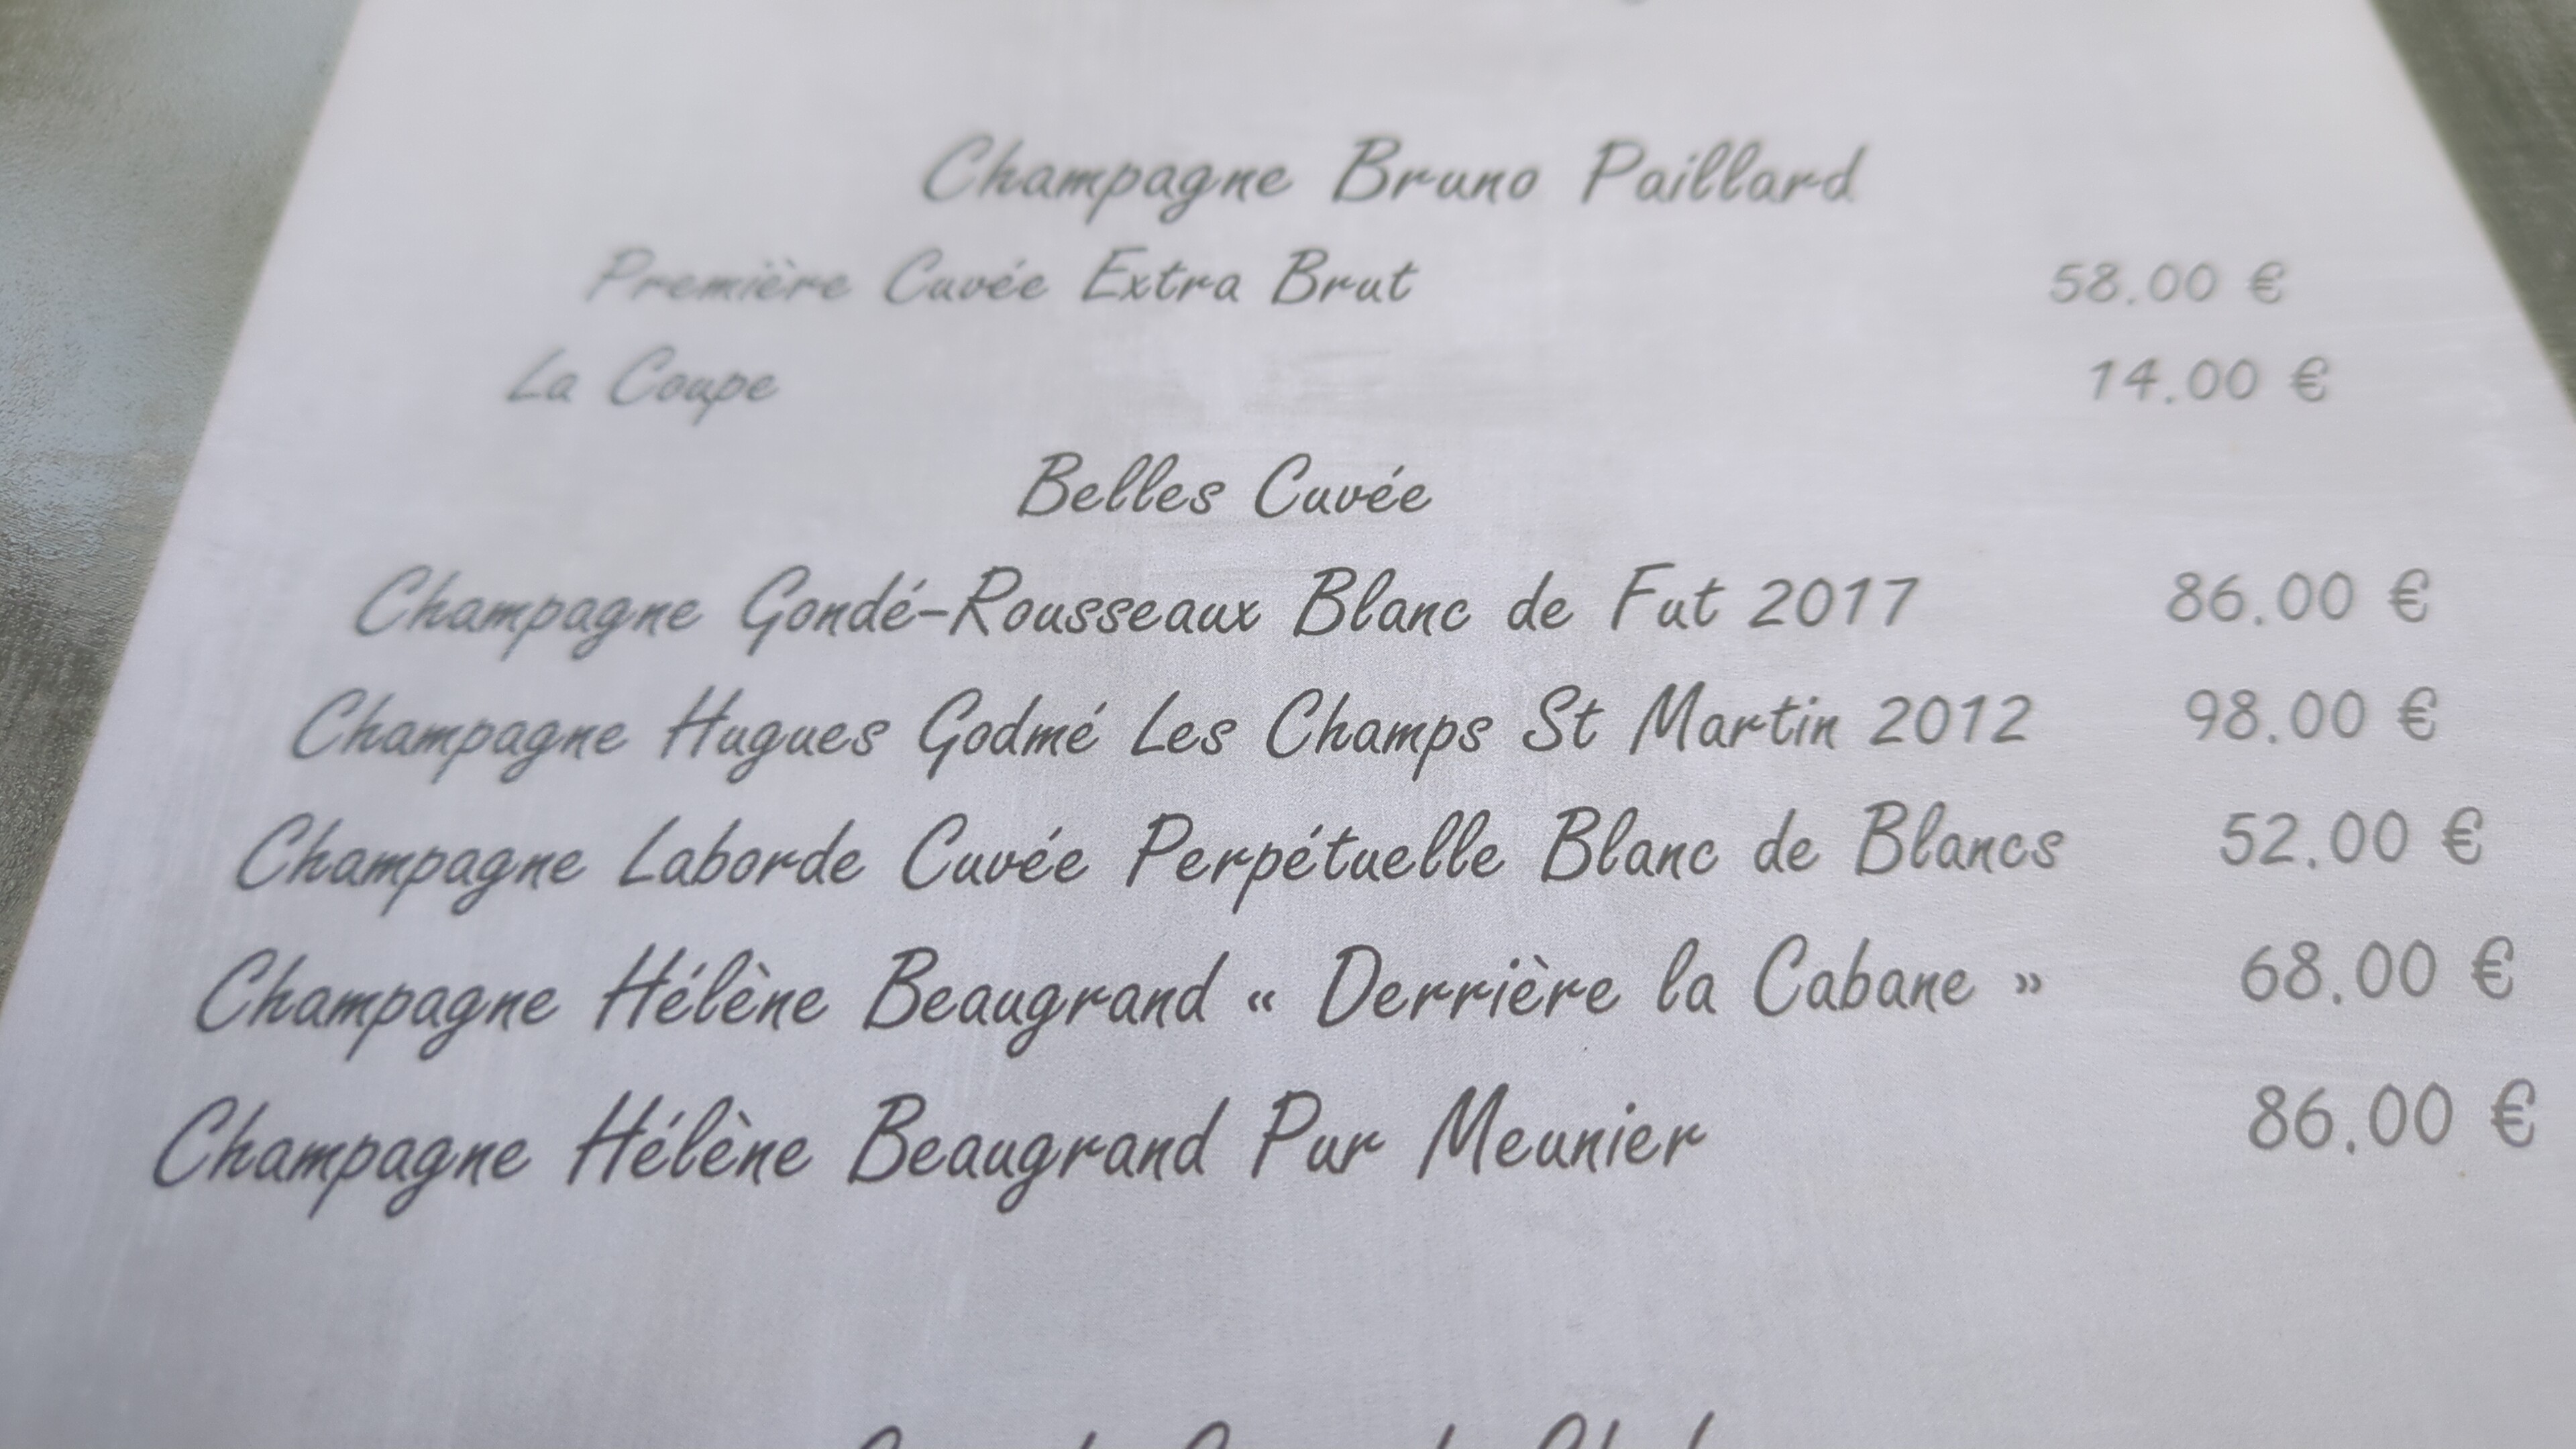 Champagne Bruno Paillard
Première Cuvée Extra Brut 58.00 €
La Coupe 14.00 €
Belles Cuvée
Champagne Gondé-Rousseaux Blanc de Fut 2017 86.00 €
Champagne Hugues Godmé Les Champs St Martin 2012 98.00 €
Champagne Laborde Cuvée Perpétuelle Blanc de Blancs 52.00 €
Champagne Hélène Beaugrand « Derrière la Cabane » 68.00 €
Champagne Hélène Beaugrand Pur Meunier 86.00 €